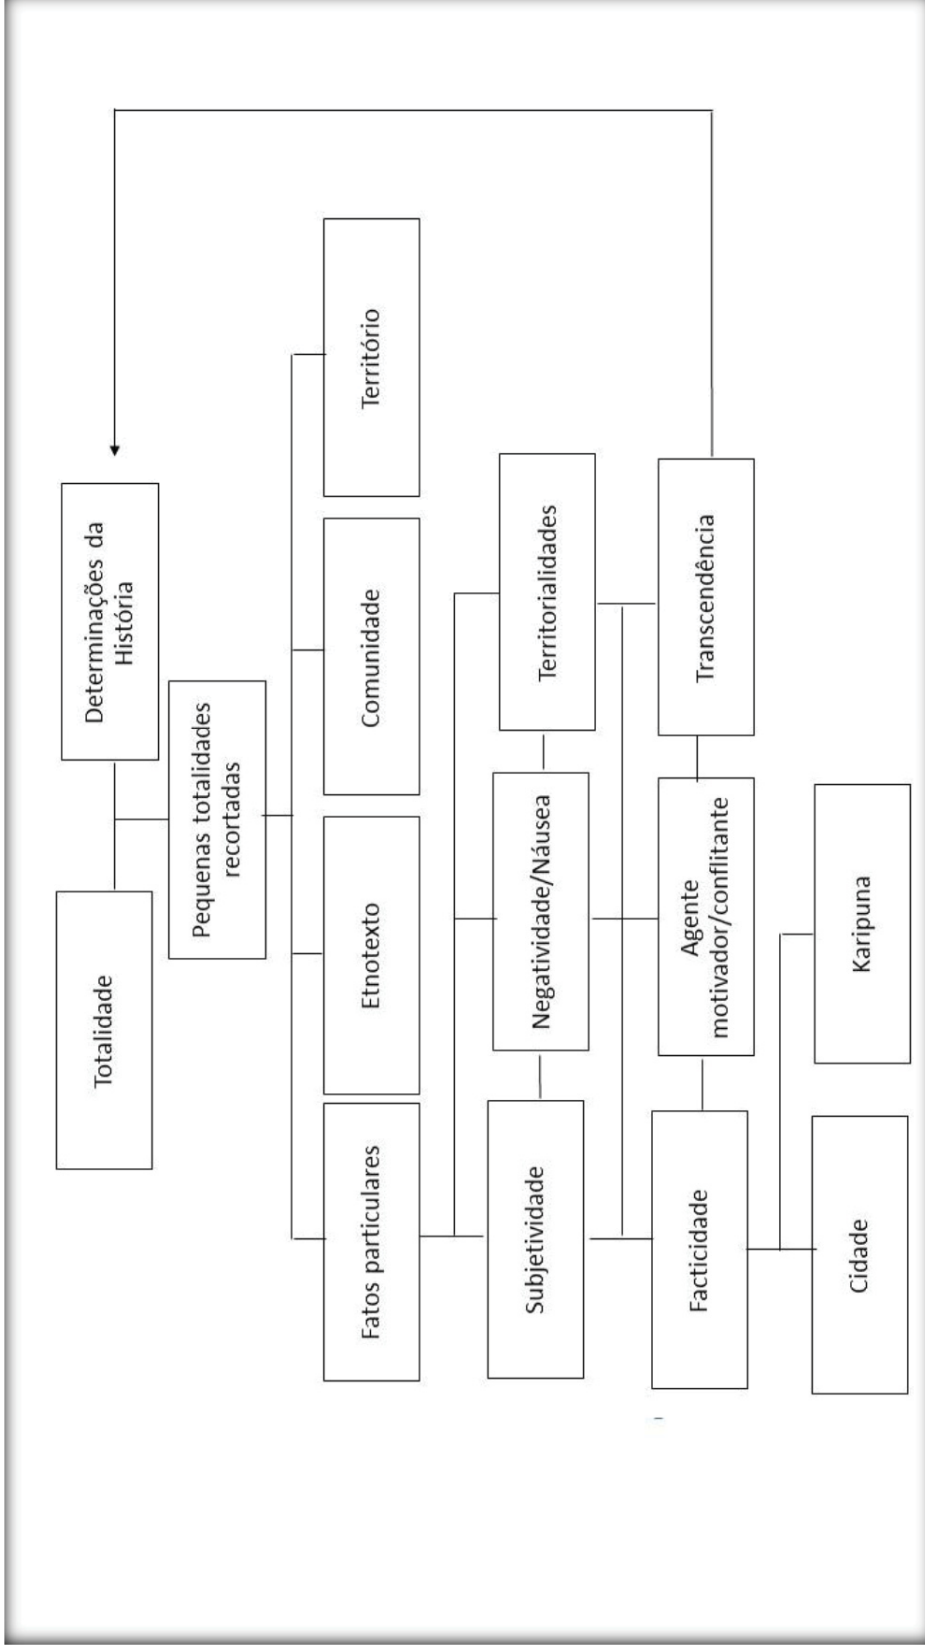 Totalidade
Determinações da
História
Pequenas totalidades
recortadas
Fatos particulares
Etnotexto
Comunidade
Território
Subjetividade
Negatividade/Náusea
Territorialidades
Facticidade
Agente
motivador/conflitante
Transcendência
Cidade
Karipuna